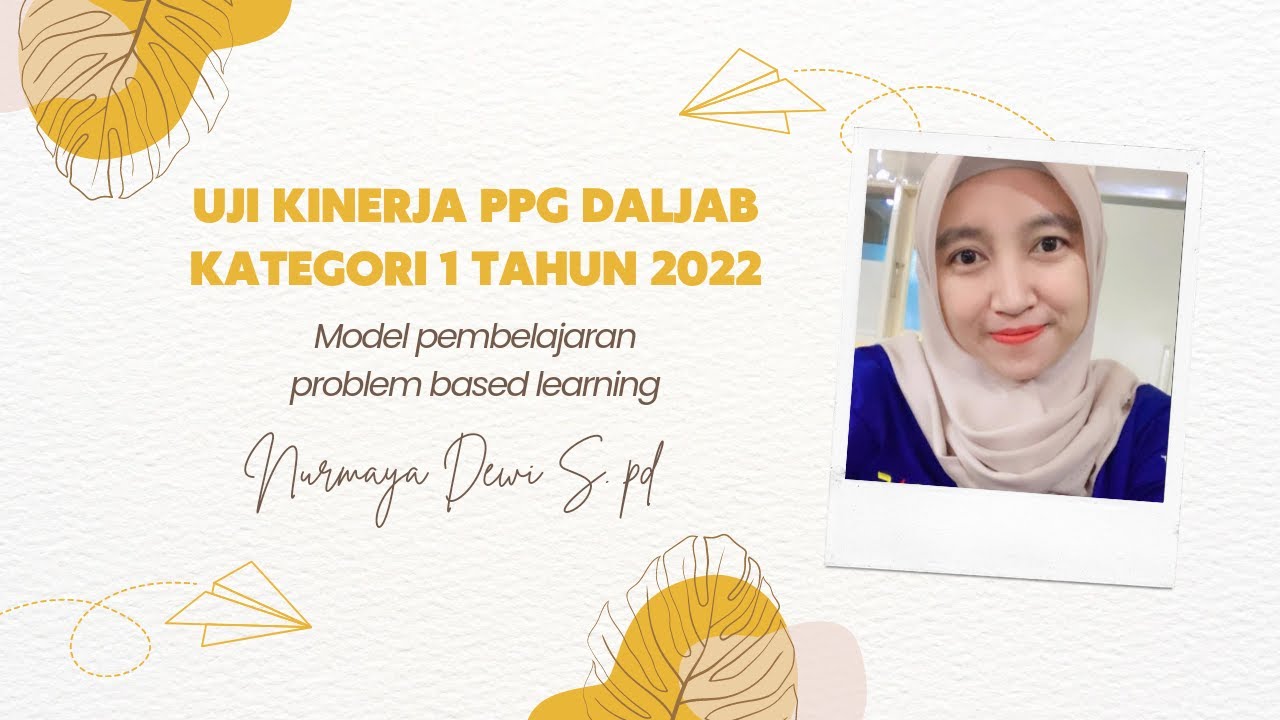 UJI KINERJA PPG DALJAB
KATEGORI 1 TAHUN 2022
Model pembelajaran
problem based learning
Nurmaya Dewi S. pd